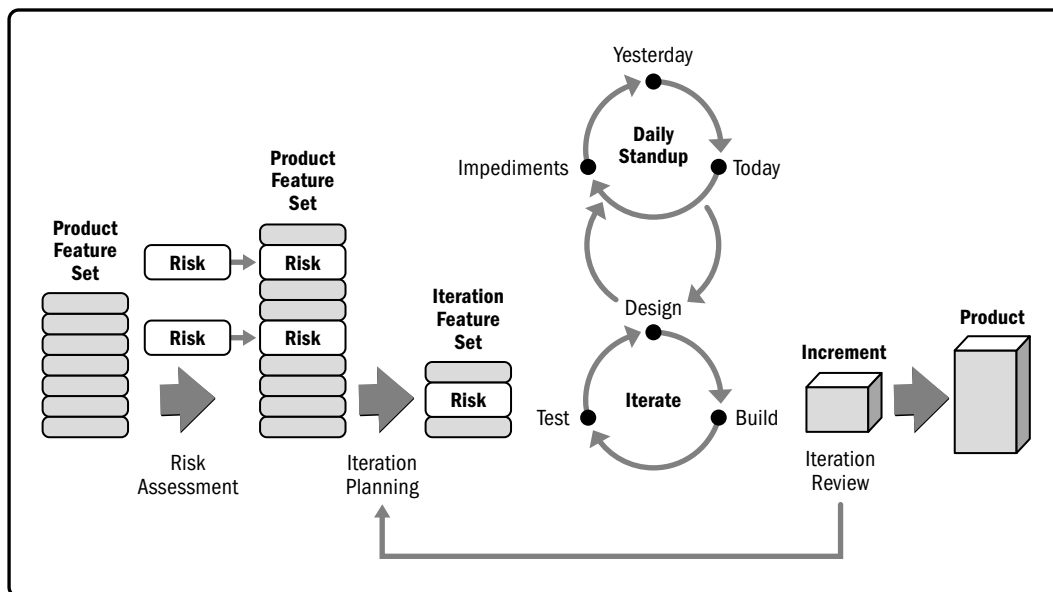 Product
Feature
Set
Risk
Risk
Risk
Assessment
Product
Feature
Set
Risk
Risk
Iteration
Planning
Iteration
Feature
Set
Risk
Yesterday
Daily
Standup
Impediments
Today
Design
Iterate
Test
Build
Increment
Iteration
Review
Product